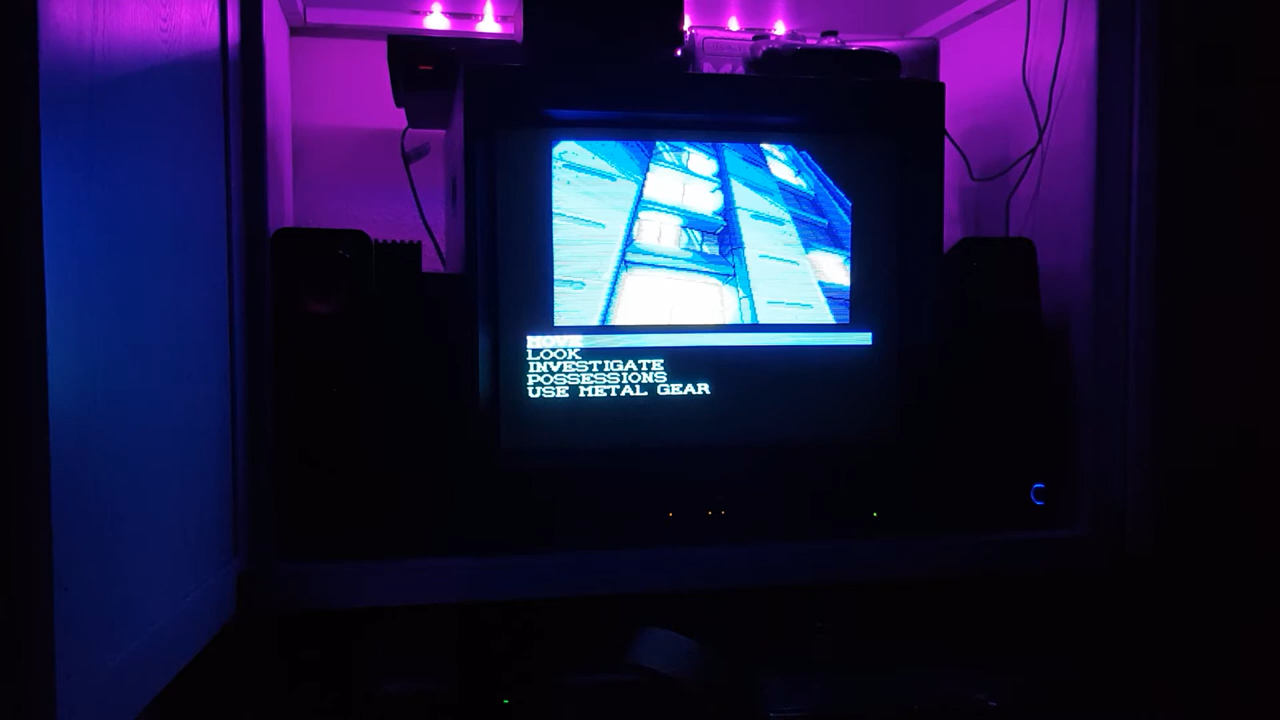 MOVE
LOOK
INVESTIGATE
POSSESSIONS
USE METAL GEAR